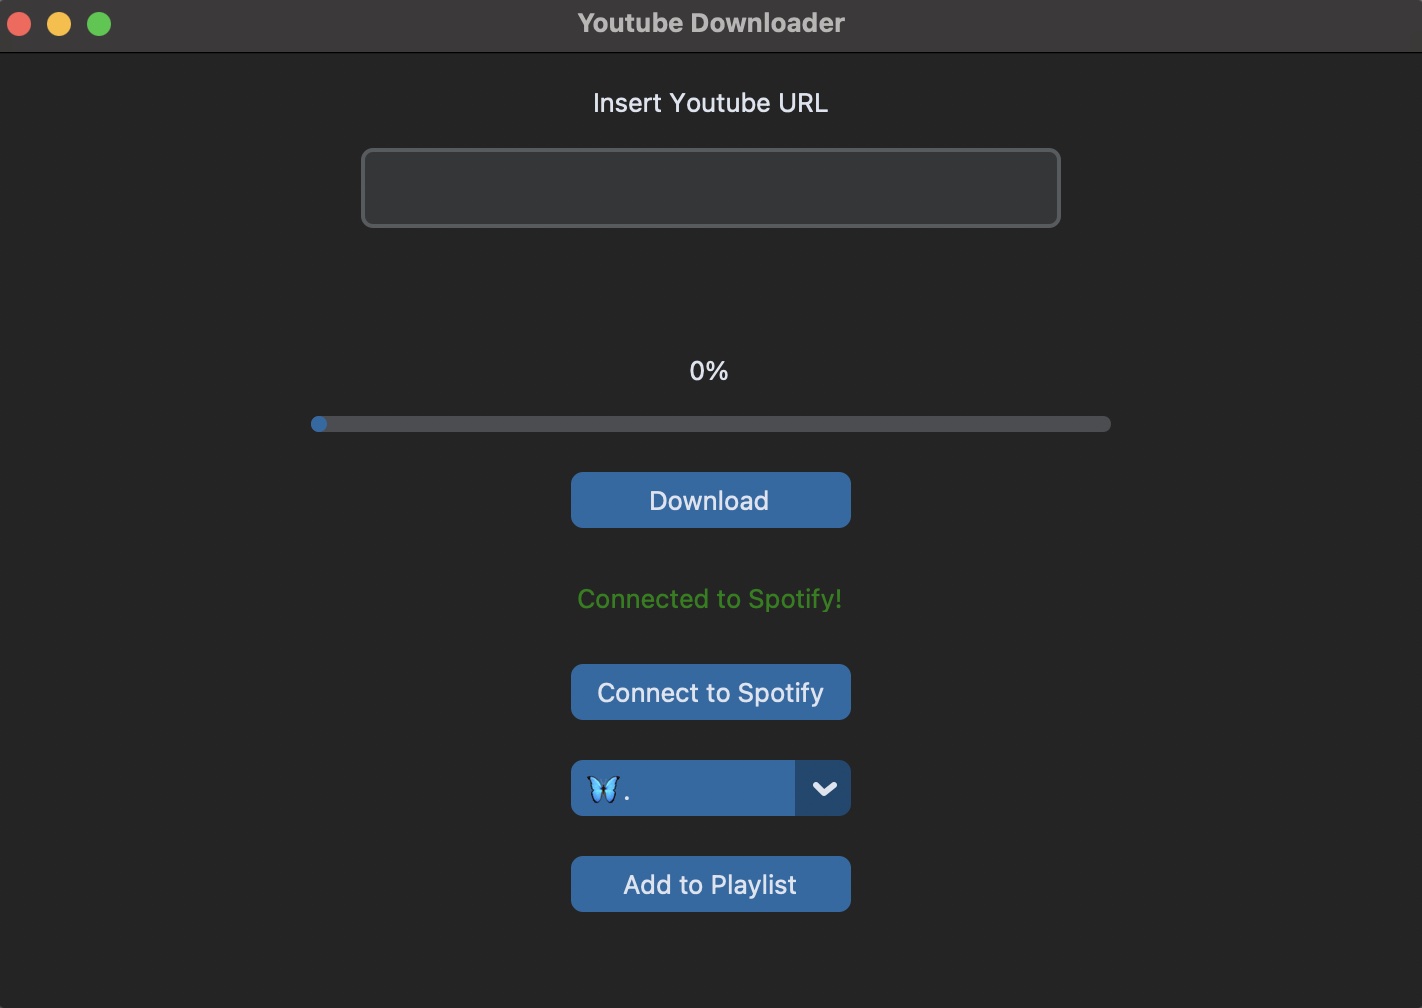 Youtube Downloader
Insert Youtube URL
0%
Download
Connected to Spotify!
Connect to Spotify
🦋.
Add to Playlist